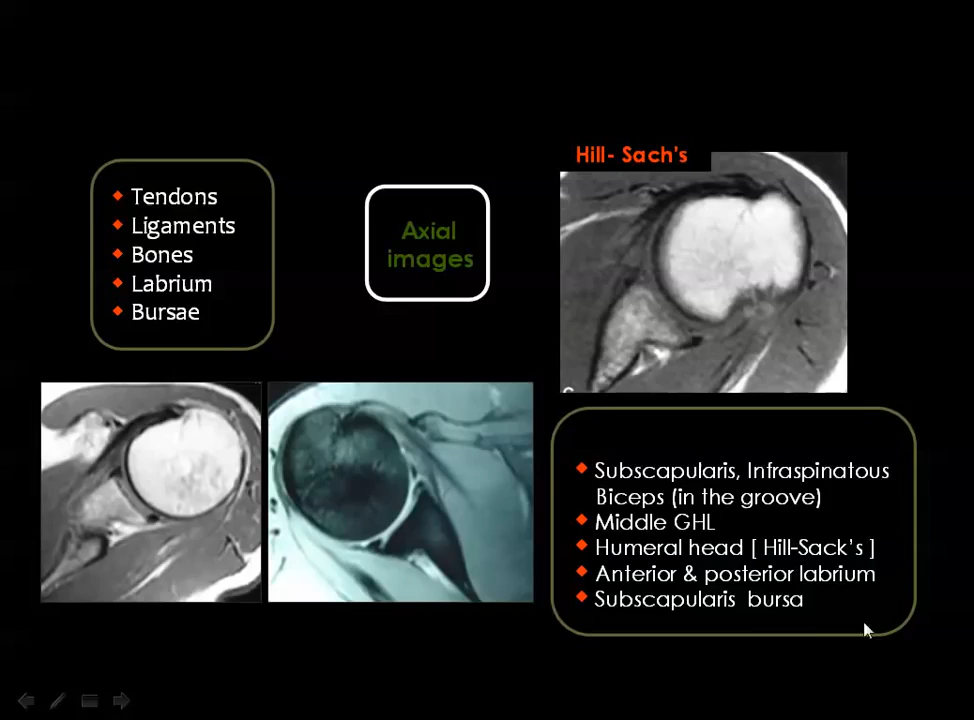 Hill- Sach's
Tendons
Ligaments
Bones
Labrium
Bursae
Axial
images
Subscapularis, Infraspinatous
Biceps (in the groove)
Middle GHL
Humeral head [ Hill-Sack's ]
Anterior & posterior labrium
Subscapularis bursa